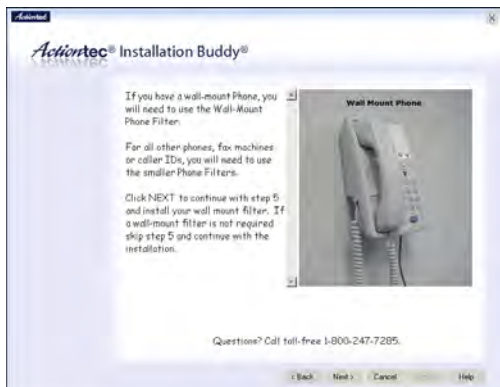 Actiontec
Actiontec® Installation Buddy®
If you have a wall-mount Phone, you
will need to use the Wall-Mount
Phone Filter.
For all other phones, fax machines
or caller IDs, you will need to use
the smaller Phone Filters.
Click NEXT to continue with step 5
and install your wall mount filter. If
a wall-mount filter is not required
skip step 5 and continue with the
installation.
Wall Mount Phone
Questions? Call toll-free 1-800-247-7285.
< Back Next > Cancel Help